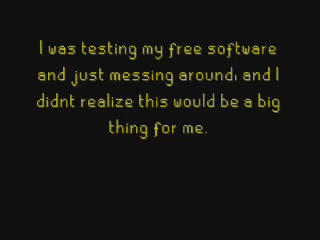 I was testing my free software
and just messing around, and I
didnt realize this would be a big
thing for me.